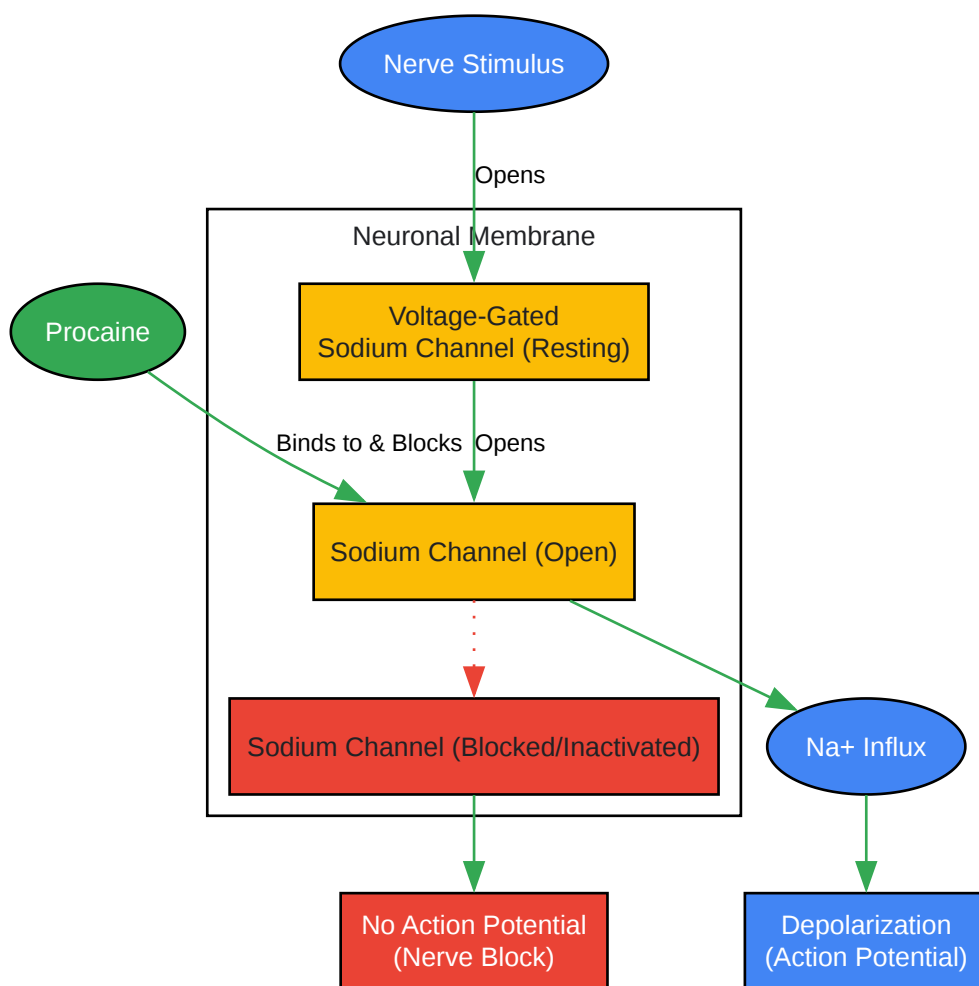 Nerve Stimulus
Opens
Neuronal Membrane
Procaine
Voltage-Gated
Sodium Channel (Resting)
Binds to & Blocks
Opens
Sodium Channel (Open)
Sodium Channel (Blocked/Inactivated)
Na+ Influx
No Action Potential
(Nerve Block)
Depolarization
(Action Potential)